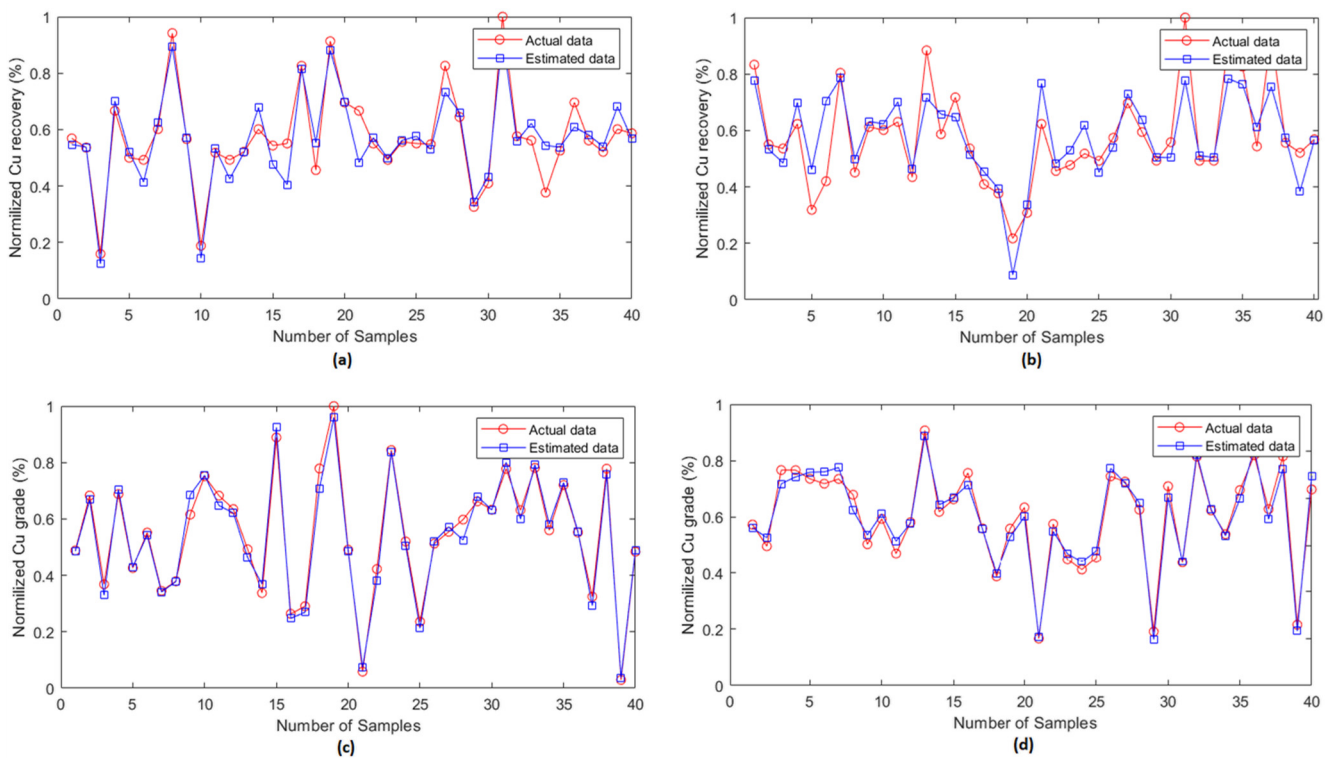 1
0.8
0.6
0.4
0.2
0
Normilized Cu recovery (%)
Actual data
Estimated data
0 5 10 15 20 25 30 35 40
Number of Samples
(a)
1
0.8
0.6
0.4
0.2
0
Normilized Cu recovery (%)
Actual data
Estimated data
5 10 15 20 25 30 35 40
Number of Samples
(b)
1
0.8
0.6
0.4
0.2
0
Normlized Cu grade (%)
Actual data
Estimated data
0 5 10 15 20 25 30 35 40
Number of Samples
(c)
1
0.8
0.6
0.4
0.2
0
Normlized Cu grade (%)
Actual data
Estimated data
0 5 10 15 20 25 30 35 40
Number of Samples
(d)